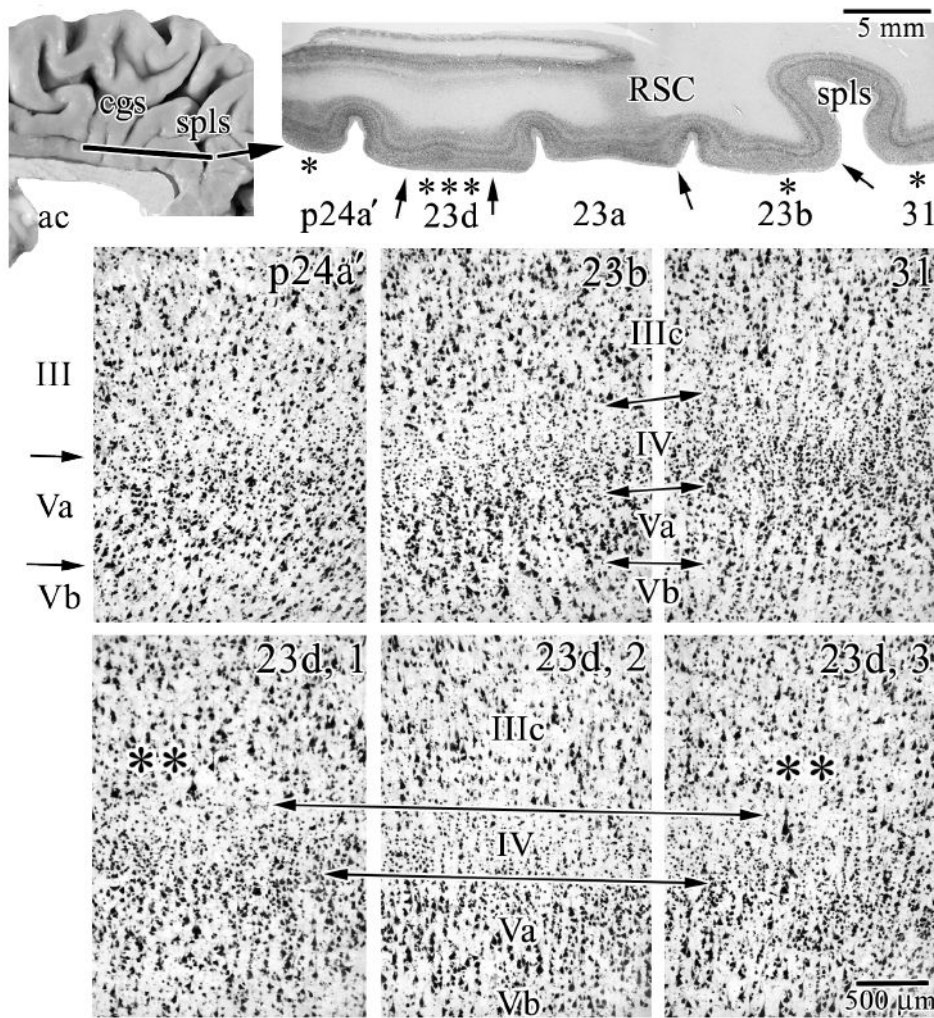 5 mm
cgs
spls
RSC
spls
*
* * *
*
*
ac
p24a′
23d
23a
23b
31
p24a′
23b
31
III
IIIc
IV
Va
Va
Vb
Vb
23d, 1
23d, 2
23d, 3
IIIc
**
**
IV
Va
Vb
500 μm